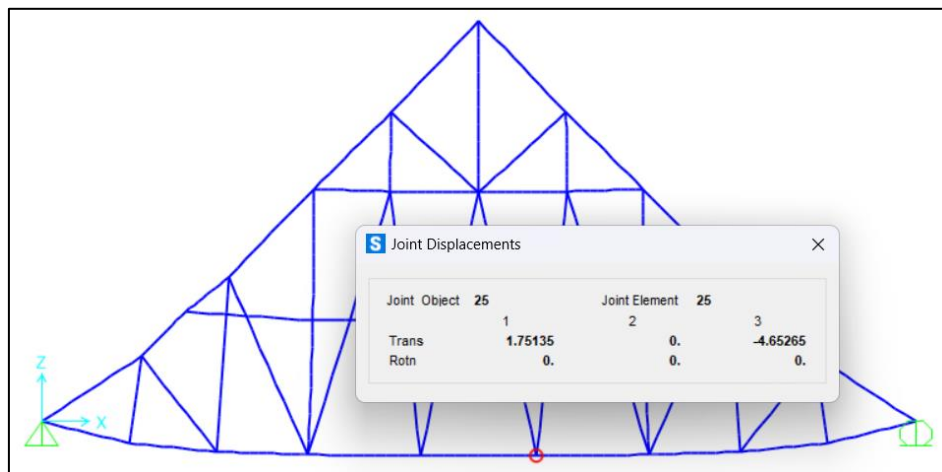 S Joint Displacements
Joint Object 25 Joint Element 25
1 2 3
Trans 1.75135 0. -4.65265
Rotn 0. 0. 0.
Z
X